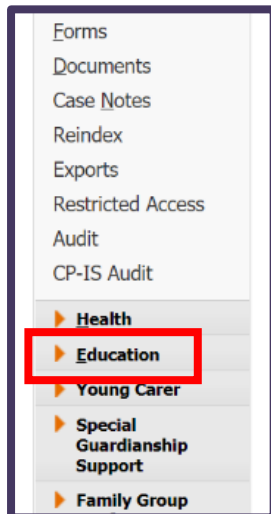 Forms
Documents
Case Notes
Reindex
Exports
Restricted Access
Audit
CP-IS Audit
Health
Education
Young Carer
Special
Guardianship
Support
Family Group